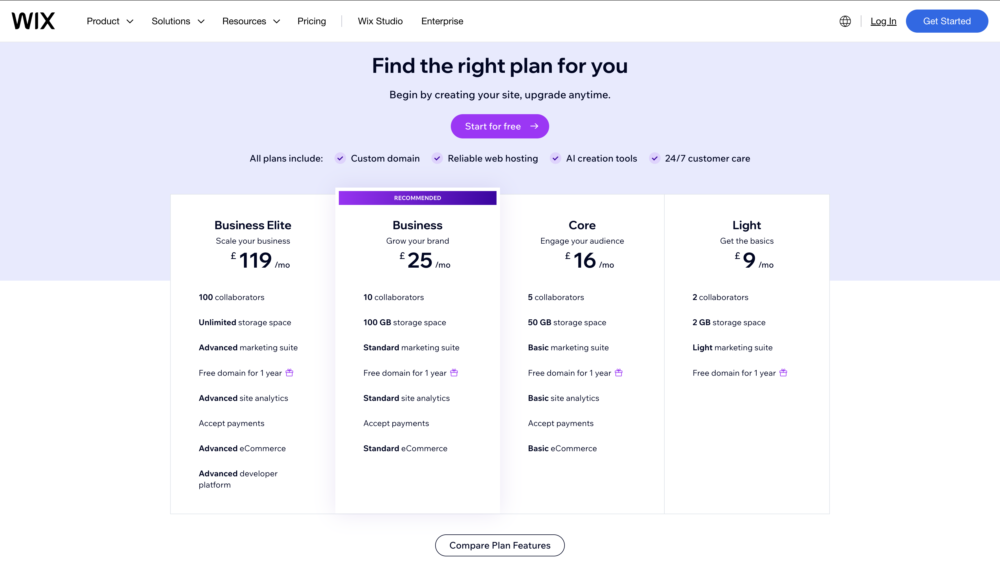 WIX
Product
Solutions
Resources
Pricing
Wix Studio
Enterprise
Log In
Get Started
Find the right plan for you
Begin by creating your site, upgrade anytime.
Start for free
All plans include:
Custom domain
Reliable web hosting
AI creation tools
24/7 customer care
Business Elite
Scale your business
£ 119 /mo
100 collaborators
Unlimited storage space
Advanced marketing suite
Free domain for 1 year
Advanced site analytics
Accept payments
Advanced eCommerce
Advanced developer
platform
RECOMMENDED
Business
Grow your brand
£ 25 /mo
10 collaborators
100 GB storage space
Standard marketing suite
Free domain for 1 year
Standard site analytics
Accept payments
Standard eCommerce
Core
Engage your audience
£ 16 /mo
5 collaborators
50 GB storage space
Basic marketing suite
Free domain for 1 year
Basic site analytics
Accept payments
Basic eCommerce
Light
Get the basics
£ 9 /mo
2 collaborators
2 GB storage space
Light marketing suite
Free domain for 1 year
Compare Plan Features